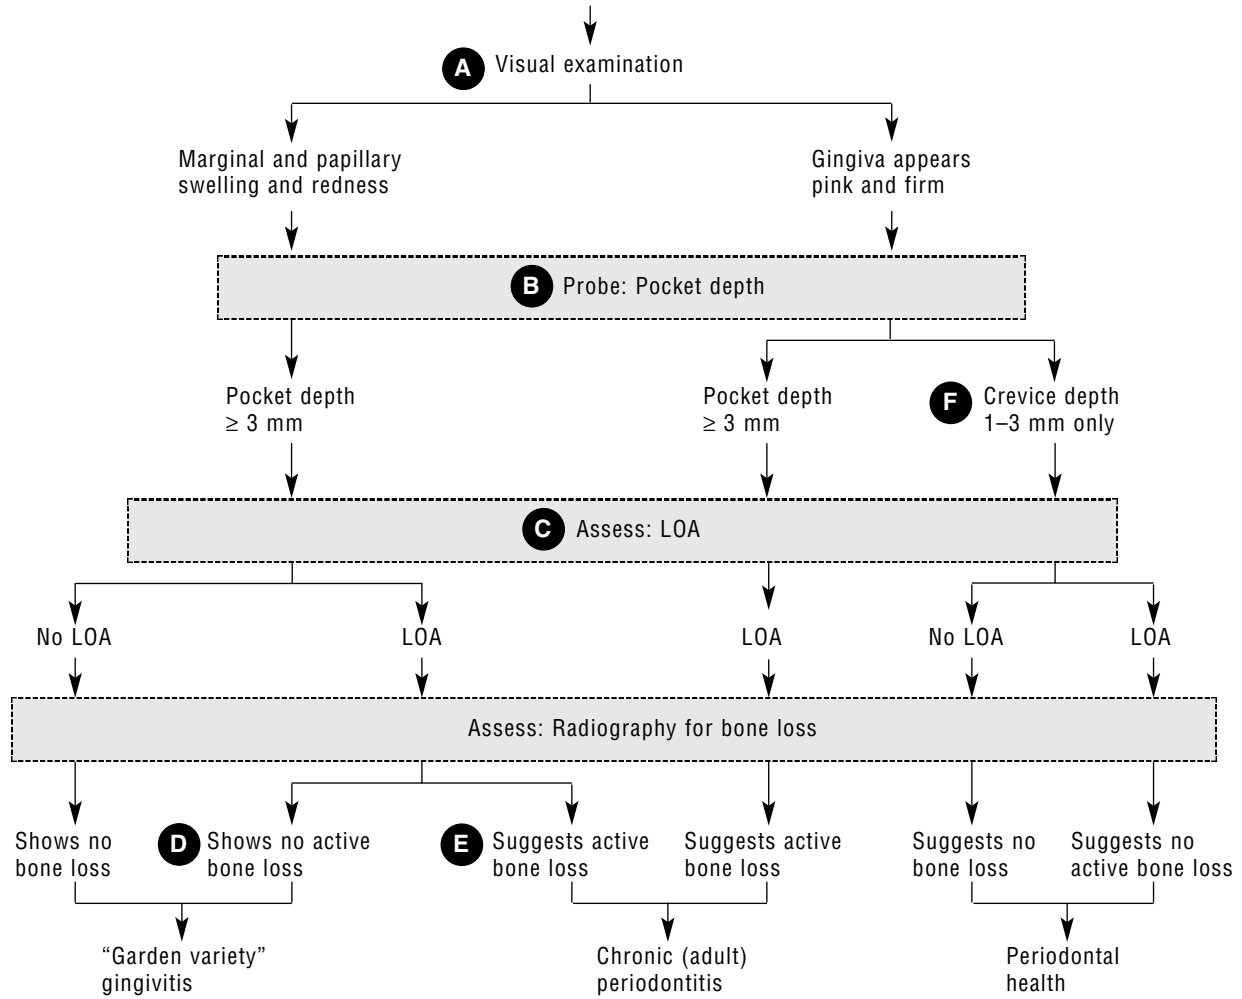 A Visual examination
Marginal and papillary
swelling and redness
Gingiva appears
pink and firm
B Probe: Pocket depth
Pocket depth
≥ 3 mm
Pocket depth
≥ 3 mm
F Crevice depth
1–3 mm only
C Assess: LOA
No LOA
LOA
LOA
No LOA
LOA
Assess: Radiography for bone loss
Shows no
bone loss
D Shows no active
bone loss
E Suggests active
bone loss
Suggests active
bone loss
Suggests no
bone loss
Suggests no
active bone loss
“Garden variety”
gingivitis
Chronic (adult)
periodontitis
Periodontal
health